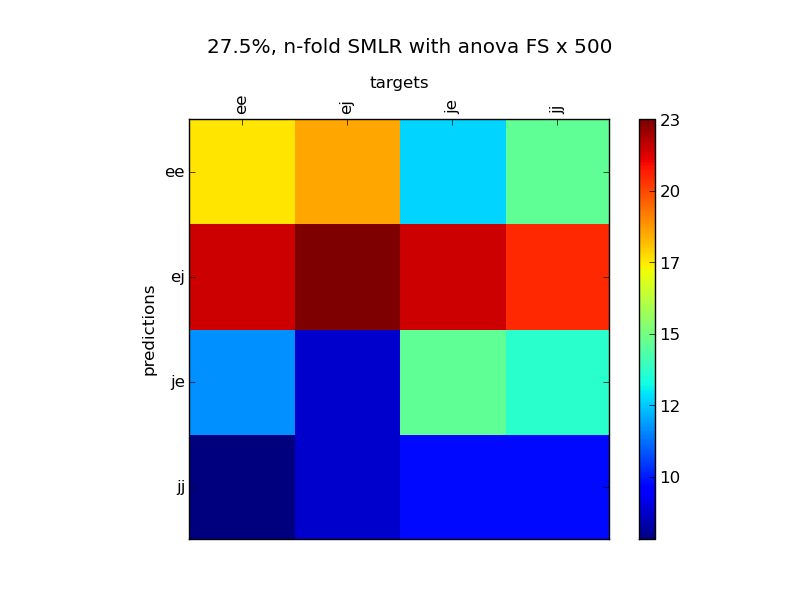 27.5%, n-fold SMLR with anova FS x 500
targets
ee ej je jj
23
ee
20
ej
17
predictions
15
je
12
10
jj